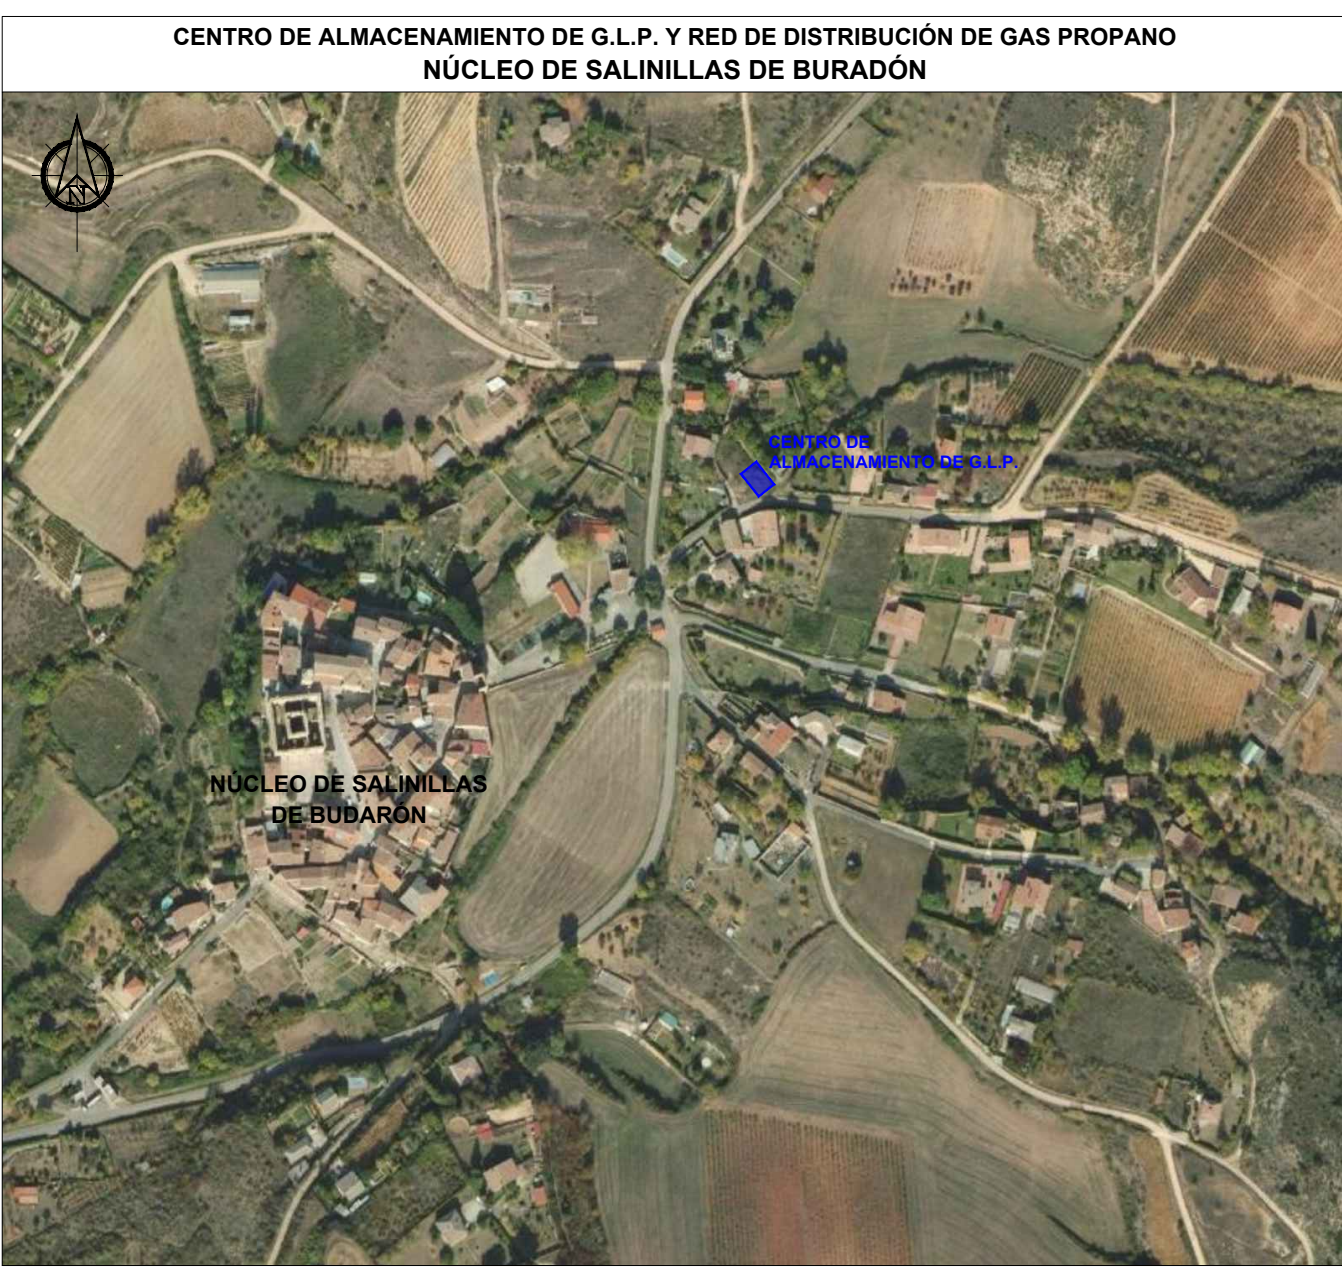 CENTRO DE ALMACENAMIENTO DE G.L.P. Y RED DE DISTRIBUCIÓN DE GAS PROPANO
NÚCLEO DE SALINILLAS DE BURADÓN
N
CENTRO DE
ALMACENAMIENTO DE G.L.P.
NÚCLEO DE SALINILLAS
DE BUDARÓN